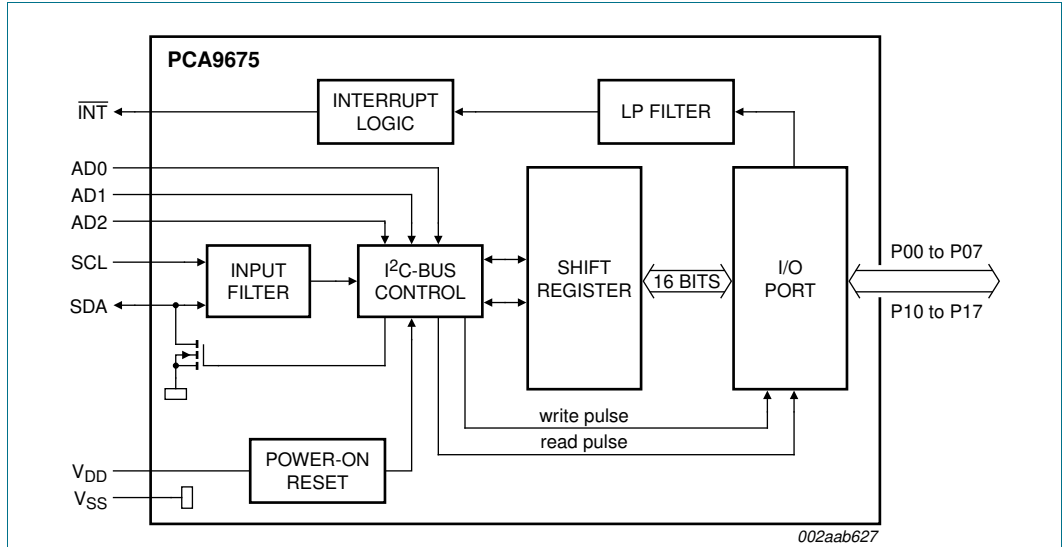 PCA9675
INT
INTERRUPT
LOGIC
LP FILTER
AD0
AD1
AD2
SCL
SDA
INPUT
FILTER
I²C-BUS
CONTROL
SHIFT
REGISTER
16 BITS
I/O
PORT
P00 to P07
P10 to P17
write pulse
read pulse
POWER-ON
RESET
VDD
VSS
002aab627